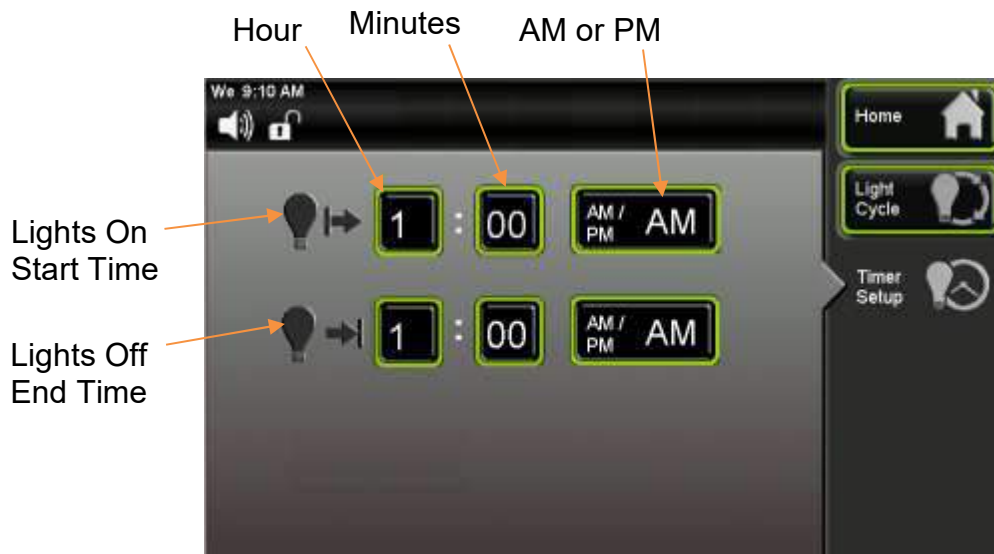 Hour
Minutes
AM or PM
We 9:10 AM
Home
Light
Cycle
Lights On
Start Time
1 : 00
AM /
PM
AM
Timer
Setup
Lights Off
End Time
1 : 00
AM /
PM
AM